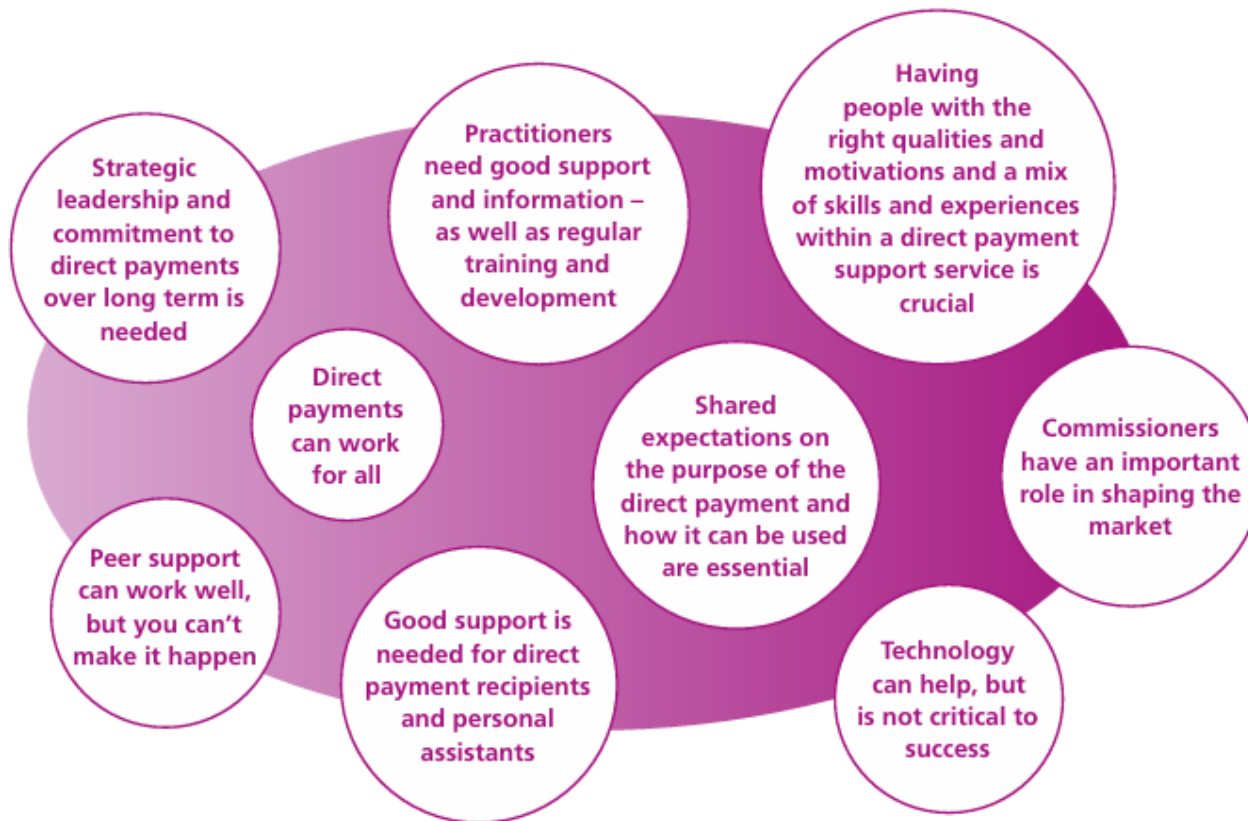 Strategic
leadership and
commitment to
direct payments
over long term is
needed
Practitioners
need good support
and information –
as well as regular
training and
development
Having
people with the
right qualities and
motivations and a mix
of skills and experiences
within a direct payment
support service is
crucial
Direct
payments
can work
for all
Shared
expectations on
the purpose of the
direct payment and
how it can be used
are essential
Commissioners
have an important
role in shaping the
market
Peer support
can work well,
but you can’t
make it happen
Good support is
needed for direct
payment recipients
and personal
assistants
Technology
can help, but
is not critical to
success